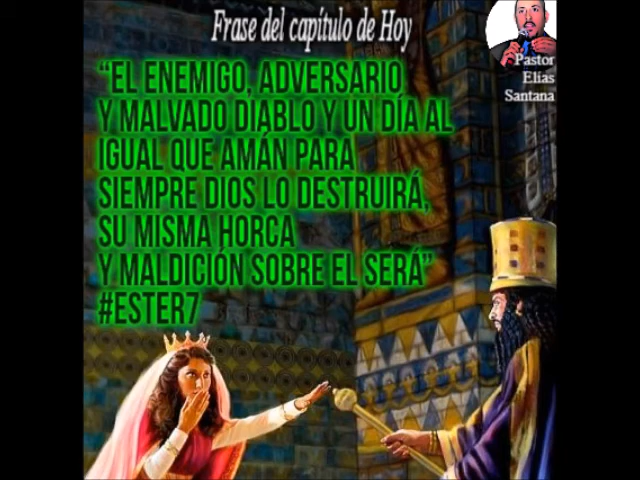 Frase del capítulo de Hoy
Pastor
Elías
Santana
“EL ENEMIGO, ADVERSARIO
Y MALVADO DIABLO Y UN DÍA AL
IGUAL QUE AMÁN PARA
SIEMPRE DIOS LO DESTRUIRÁ,
SU MISMA HORCA
Y MALDICIÓN SOBRE EL SERÁ”
#ESTER7